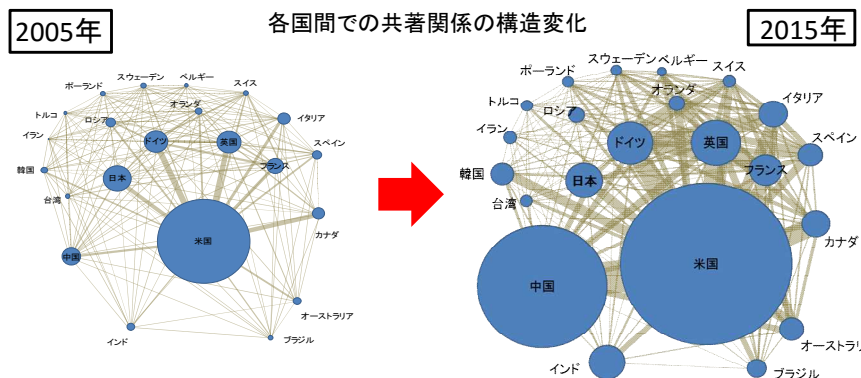 各国間での共著関係の構造変化
2005年
ポーランド
スウェーデン
ベルギー
スイス
トルコ
ロシア
オランダ
イタリア
イラン
ドイツ
英国
スペイン
韓国
日本
フランス
台湾
カナダ
中国
米国
オーストラリア
インド
ブラジル
2015年
ポーランド
スウェーデン
ベルギー
スイス
トルコ
ロシア
オランダ
イタリア
イラン
ドイツ
英国
スペイン
韓国
日本
フランス
台湾
カナダ
中国
米国
オーストラリ
インド
ブラジル